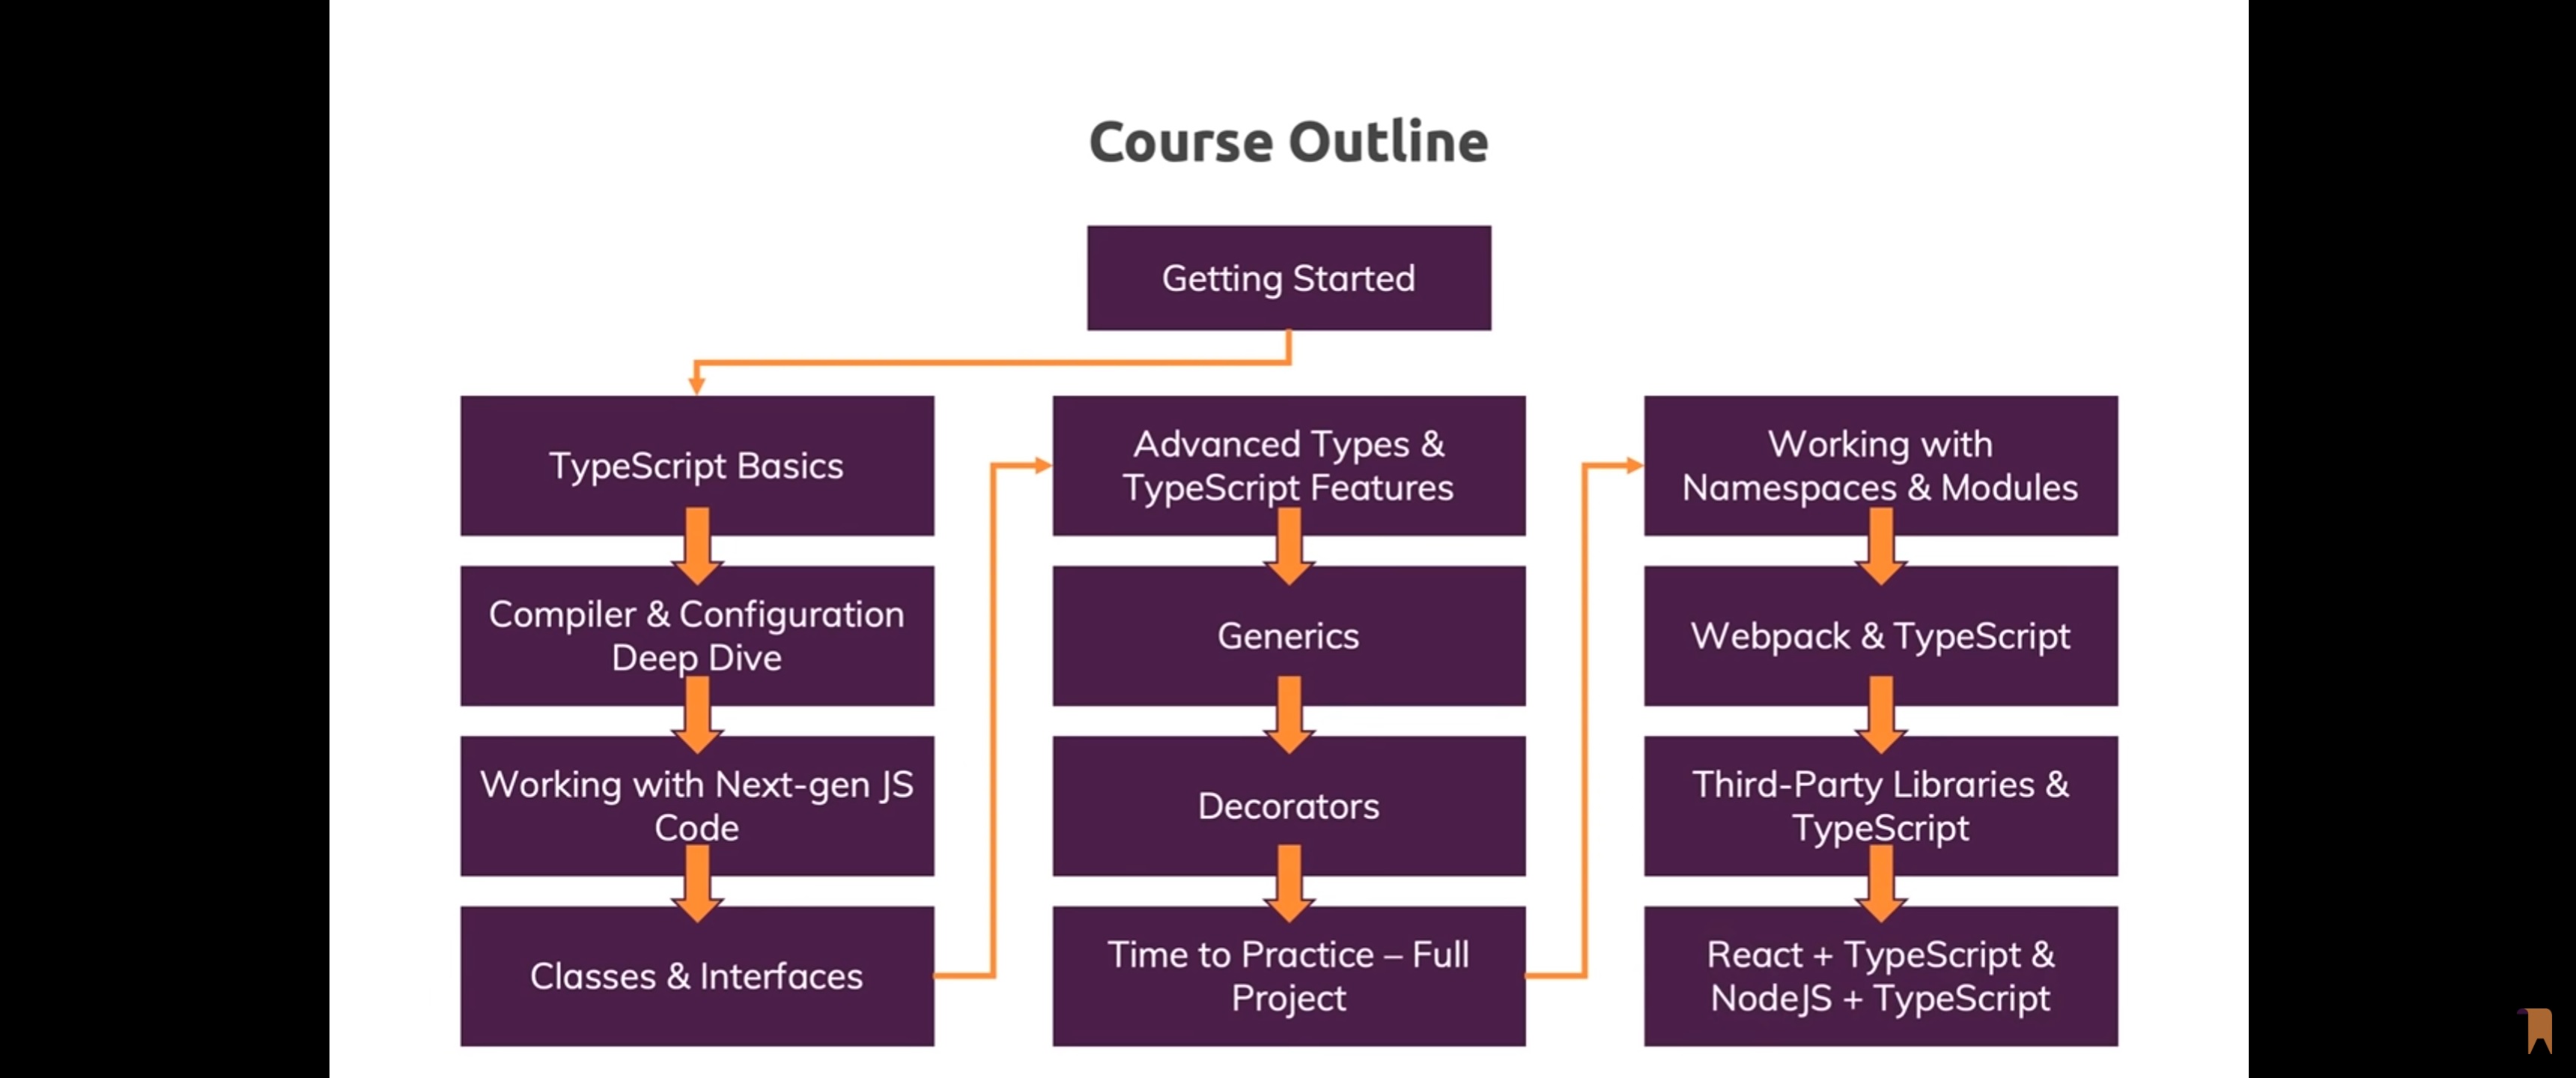 Course Outline
Getting Started
TypeScript Basics
Compiler & Configuration
Deep Dive
Working with Next-gen JS
Code
Classes & Interfaces
Advanced Types &
TypeScript Features
Generics
Decorators
Time to Practice – Full
Project
Working with
Namespaces & Modules
Webpack & TypeScript
Third-Party Libraries &
TypeScript
React + TypeScript &
NodeJS + TypeScript